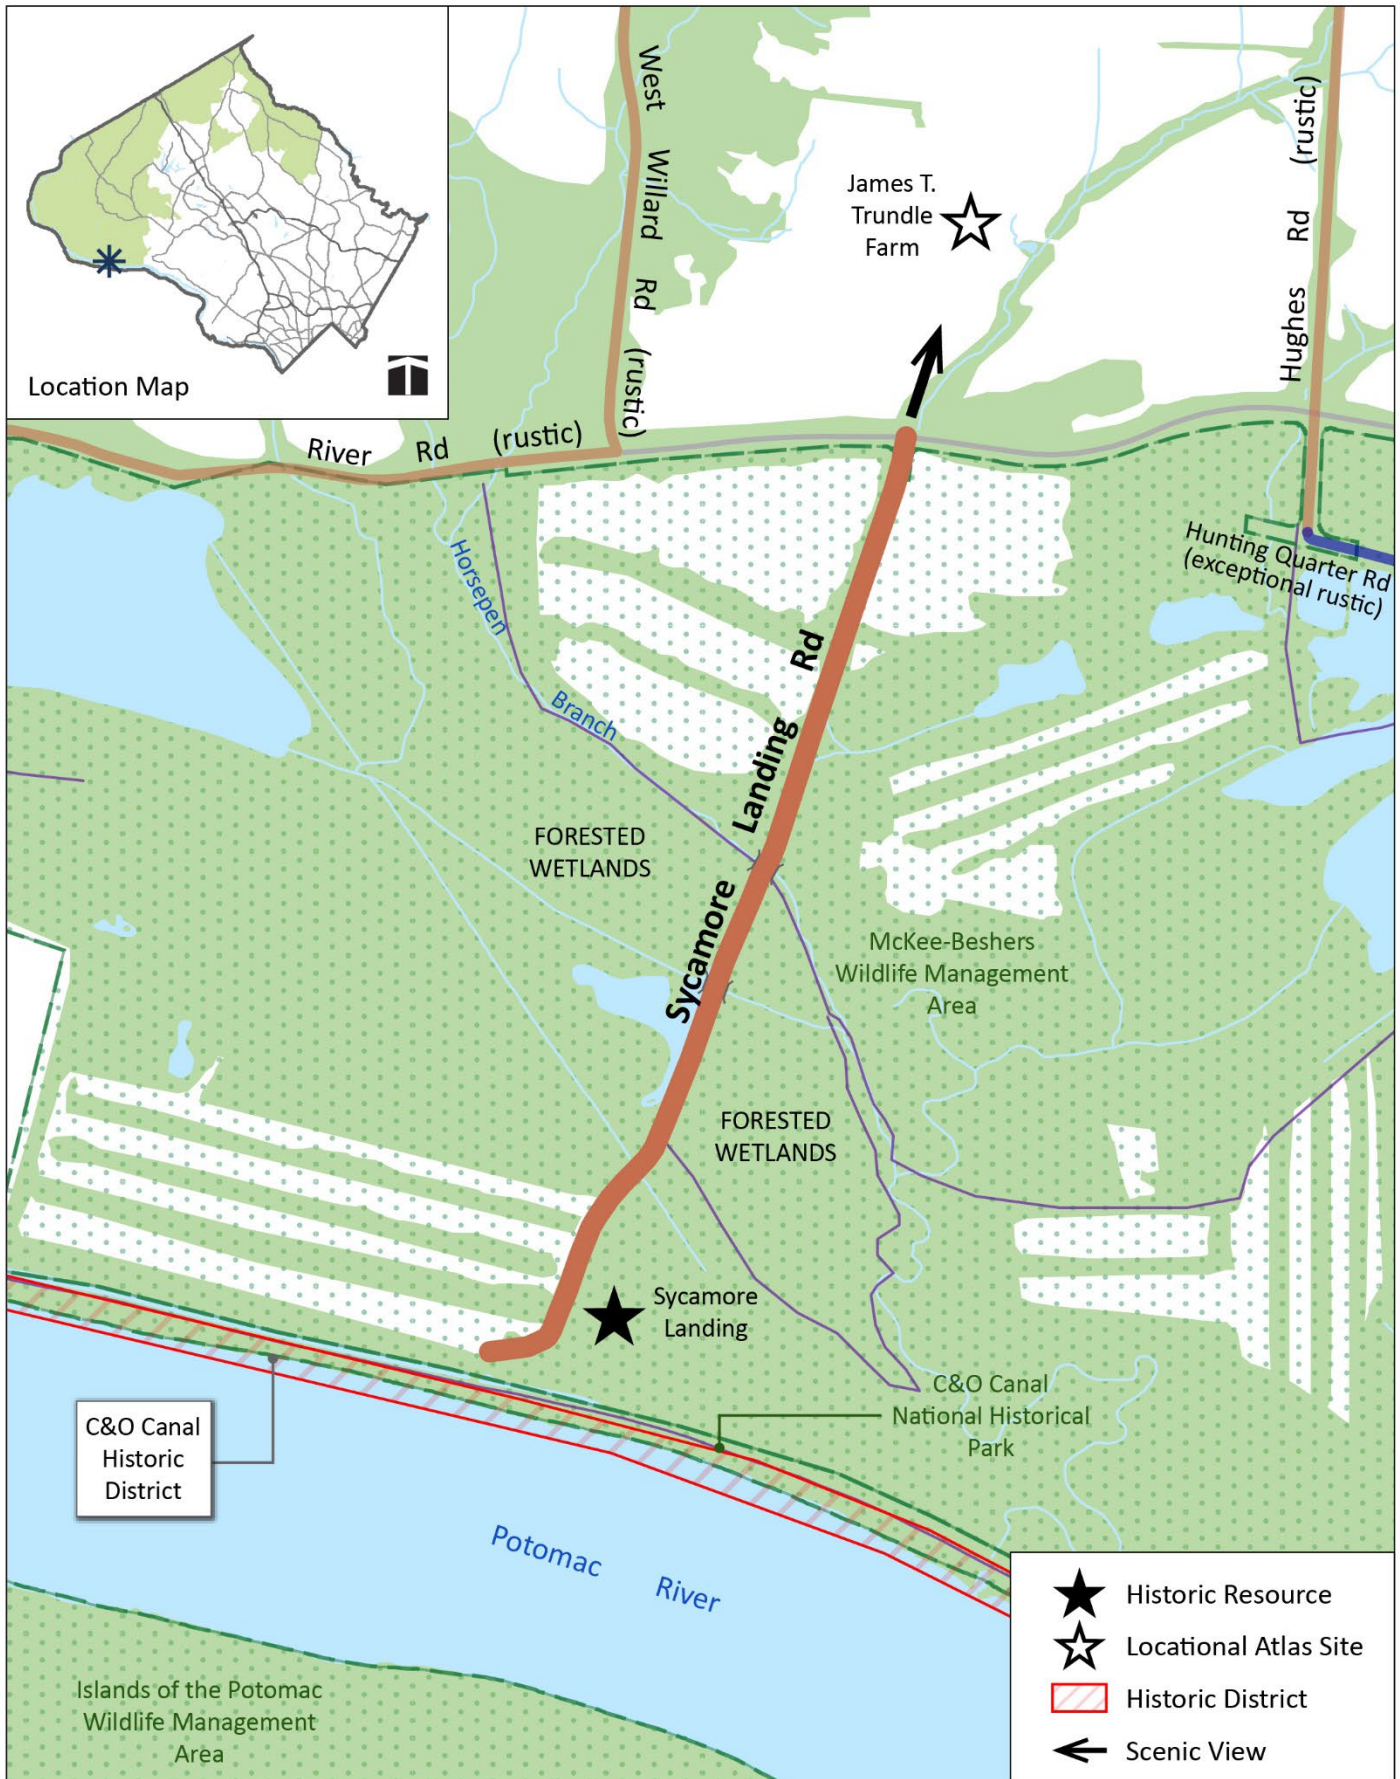 Location Map
West Willard Rd (rustic)
James T.
Trundle
Farm
Hughes Rd (rustic)
River Rd (rustic)
Hunting Quarter Rd
(exceptional rustic)
Horsepen Branch
Sycamore Landing Rd
FORESTED
WETLANDS
McKee-Beshers
Wildlife Management
Area
FORESTED
WETLANDS
Sycamore
Landing
C&O Canal
National Historical
Park
C&O Canal
Historic
District
Potomac River
Islands of the Potomac
Wildlife Management
Area
Historic Resource
Locational Atlas Site
Historic District
Scenic View